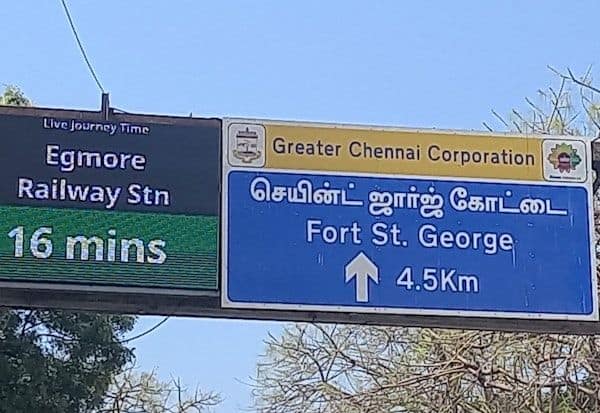 Live Journey Time
Egmore
Railway Stn
16 mins
Greater Chennai Corporation
செயின்ட் ஜார்ஜ் கோட்டை
Fort St. George
4.5Km